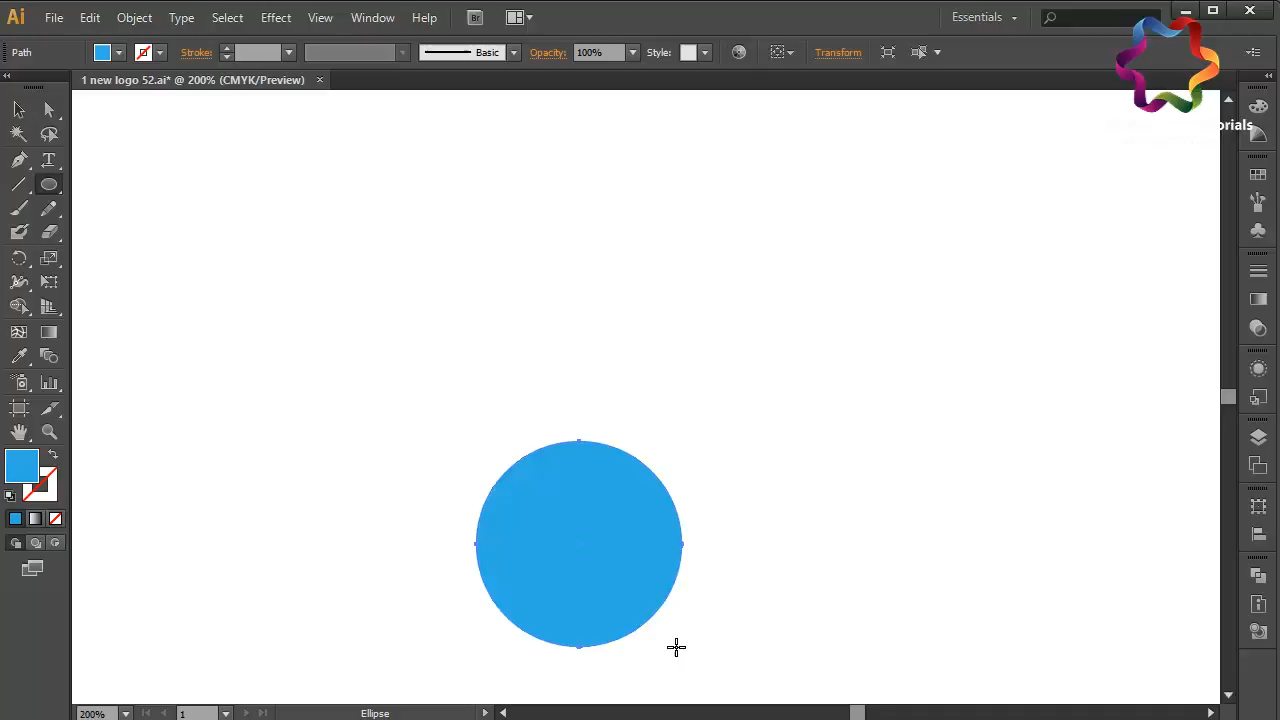 Ai File Edit Object Type Select Effect View Window Help Br Essentials
Path Stroke: Basic Opacity: 100% Style: Transform
1 new logo 52.ai* @ 200% (CMYK/Preview)
orials
200% 1 Ellipse